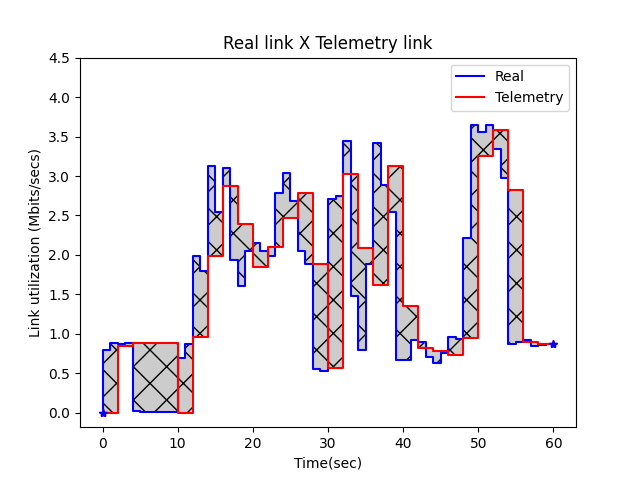 Real link X Telemetry link
Real
Telemetry
Link utilization (Mbits/secs)
4.5
4.0
3.5
3.0
2.5
2.0
1.5
1.0
0.5
0.0
0 10 20 30 40 50 60
Time(sec)